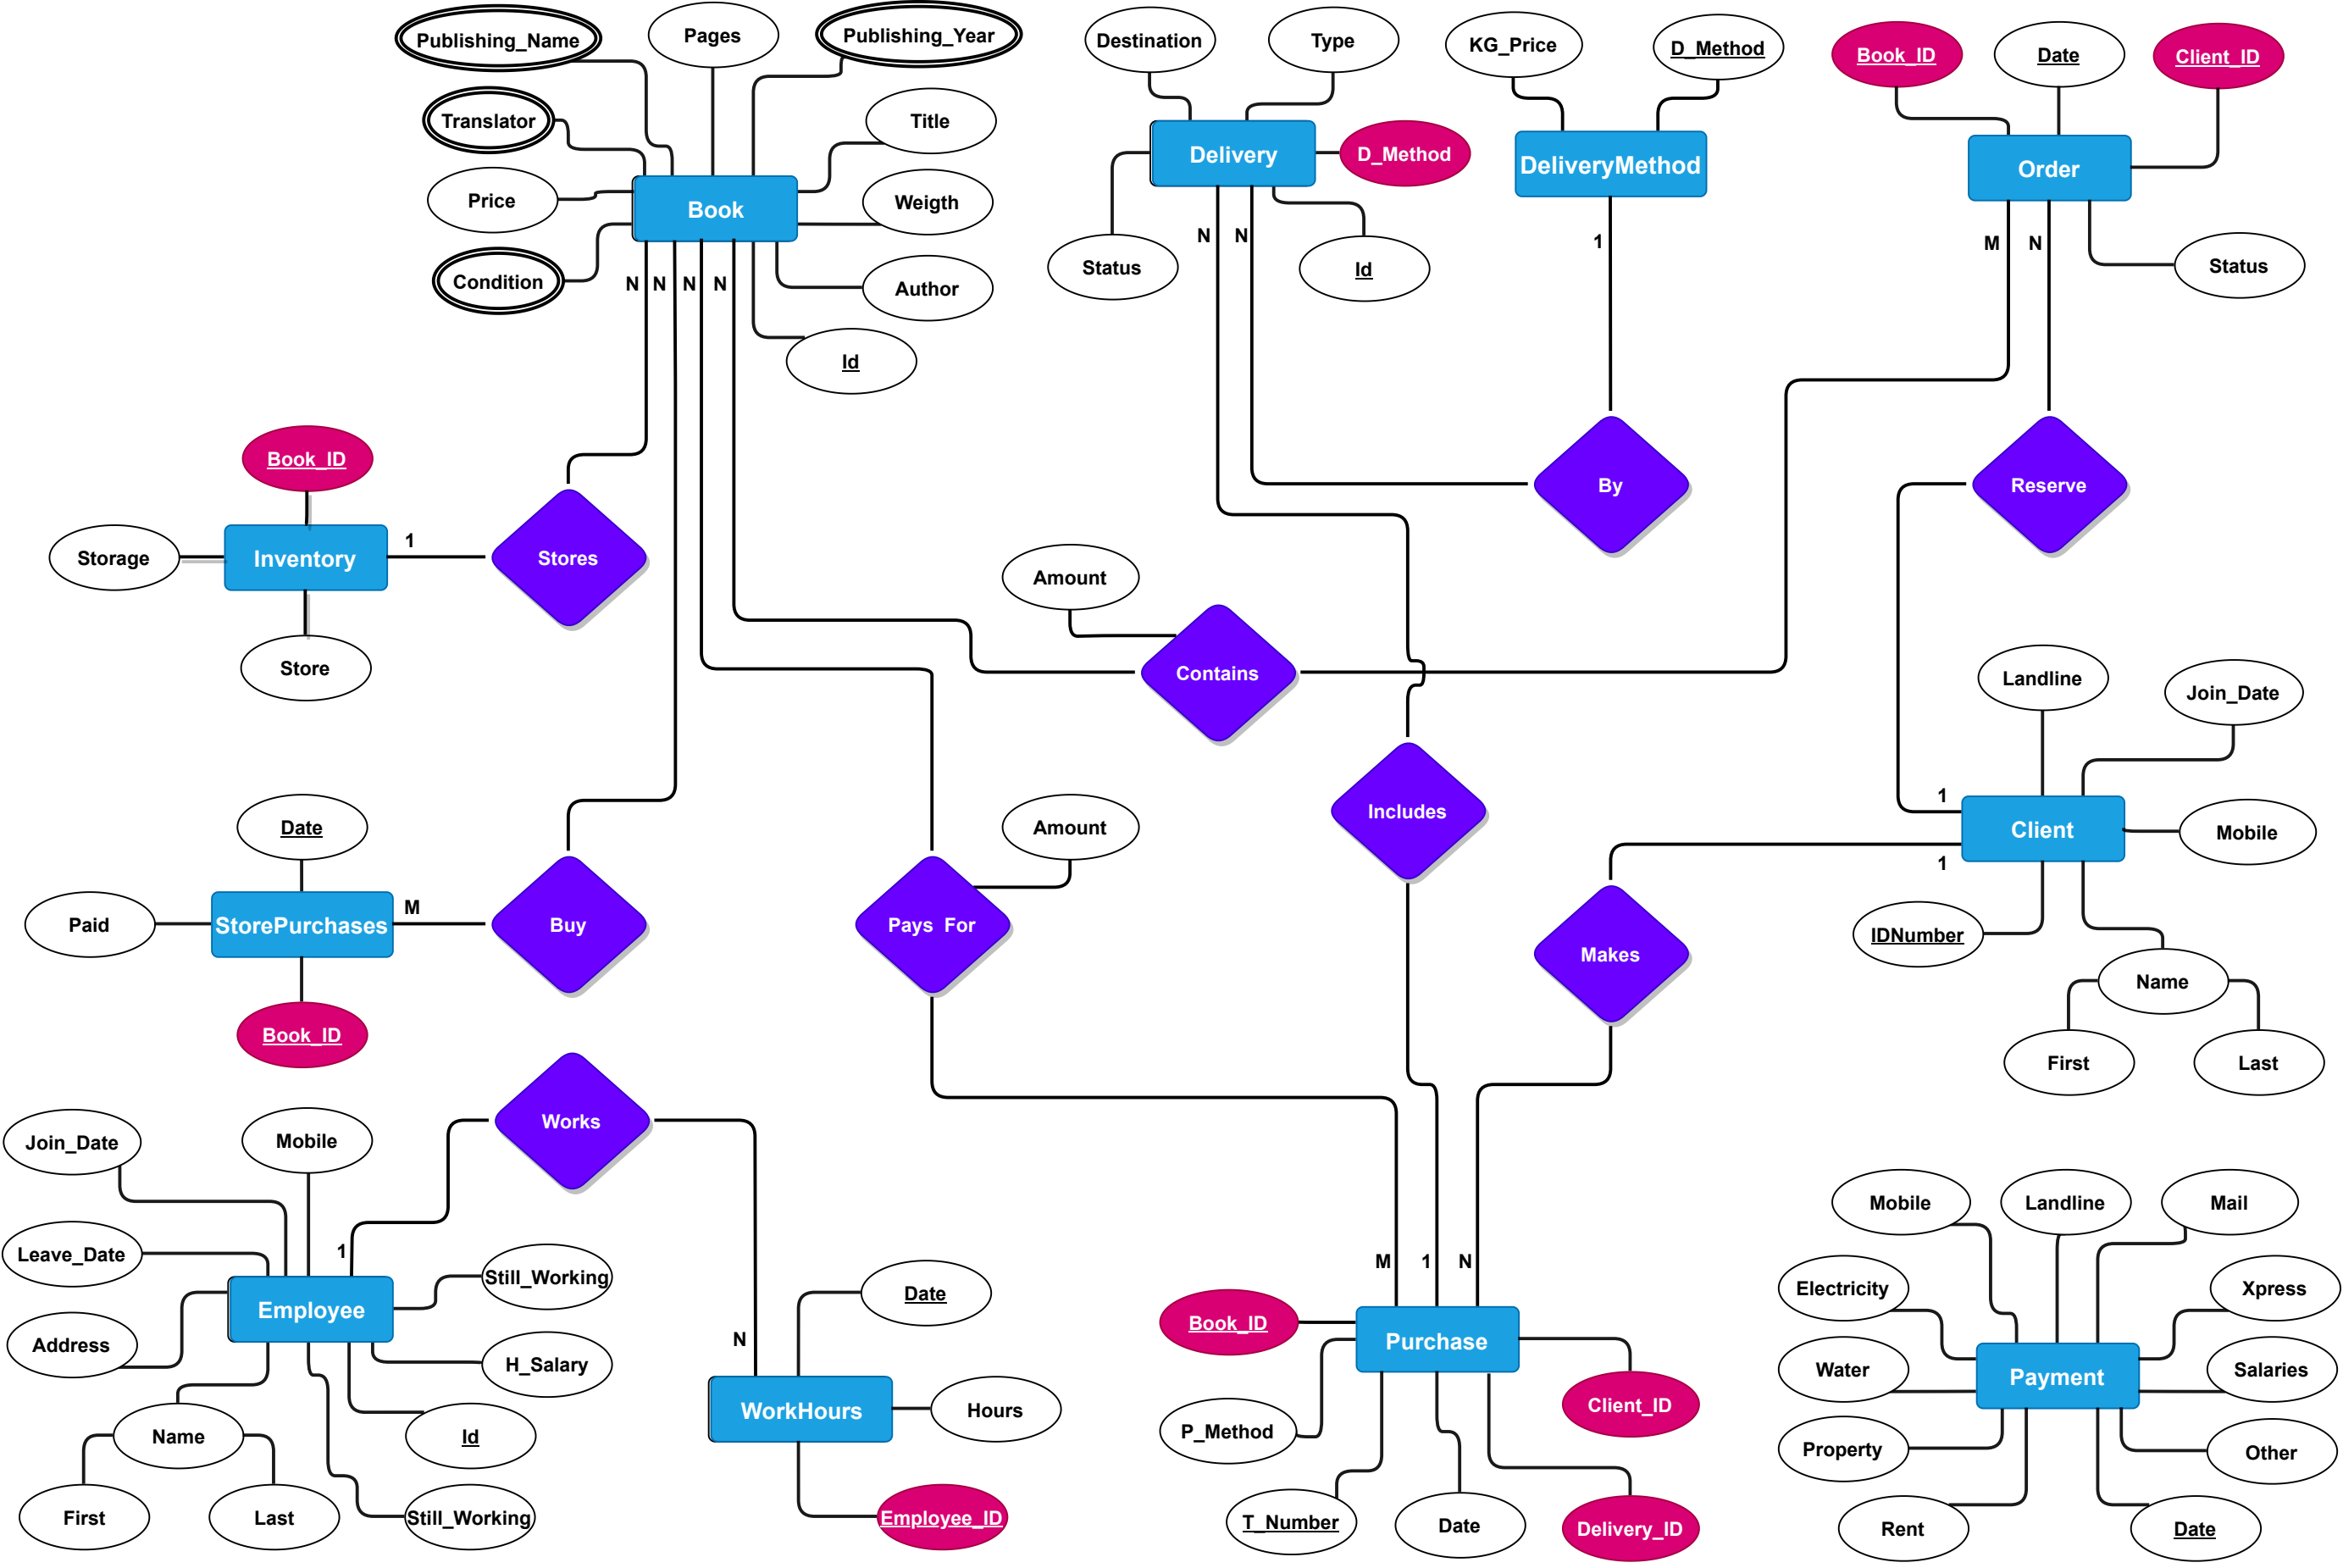 Publishing_Name
Pages
Publishing_Year
Translator
Title
Price
Book
Weigth
Condition
Author
Id
N N N N
Destination
Type
Delivery
D_Method
Status
Id
N N
KG_Price
D_Method
DeliveryMethod
1
Book_ID
Date
Client_ID
Order
Status
M N
Book_ID
Storage
Inventory
1
Store
Stores
By
Reserve
Amount
Contains
Landline
Join_Date
1
Client
Mobile
1
IDNumber
Name
First
Last
Includes
Makes
Date
Paid
StorePurchases
M
Buy
Book_ID
Amount
Pays For
Works
Join_Date
Mobile
Leave_Date
1
Still_Working
Employee
Address
H_Salary
Name
Id
First
Last
Still_Working
N
Date
WorkHours
Hours
Employee_ID
M 1 N
Book_ID
Purchase
P_Method
Client_ID
T_Number
Date
Delivery_ID
Mobile
Landline
Mail
Electricity
Xpress
Water
Payment
Salaries
Property
Other
Rent
Date